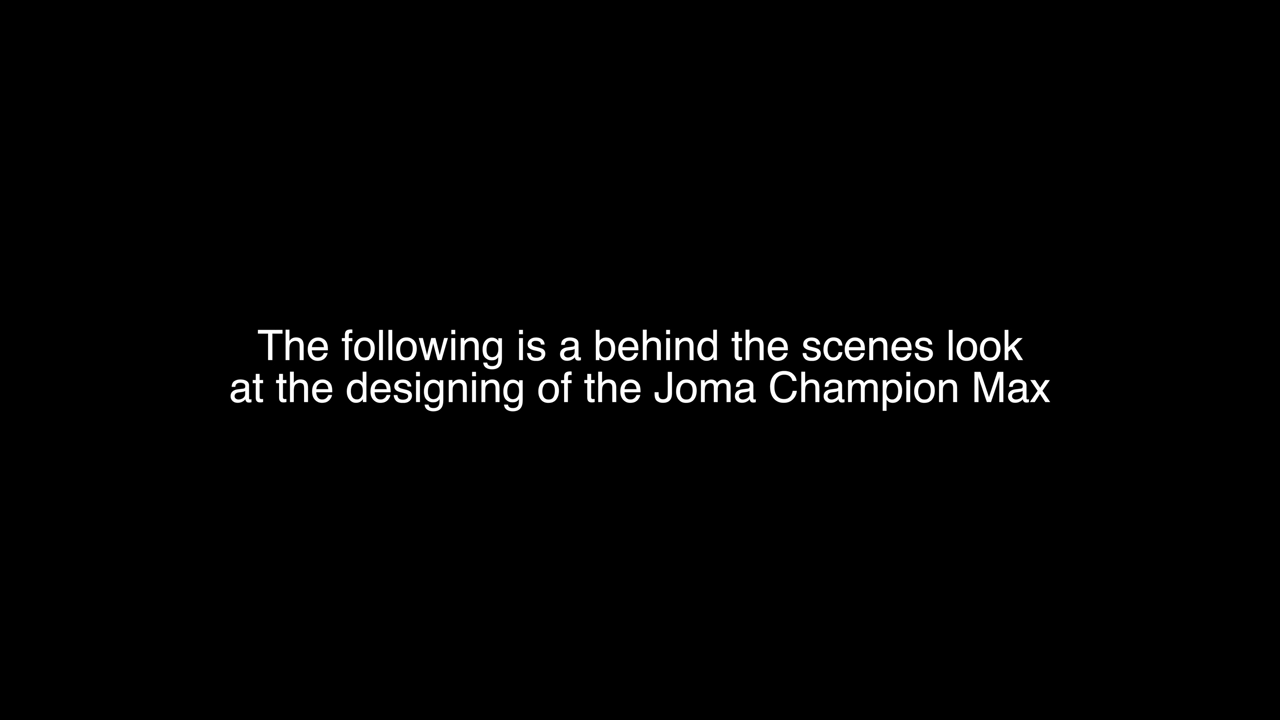 The following is a behind the scenes look
at the designing of the Joma Champion Max